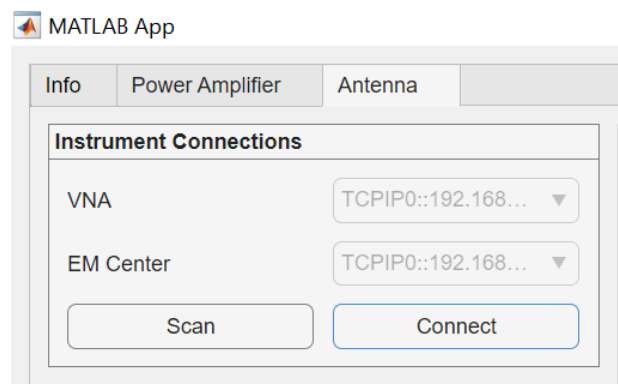 MATLAB App
Info Power Amplifier Antenna
Instrument Connections
VNA TCPIP0::192.168...
EM Center TCPIP0::192.168...
Scan Connect